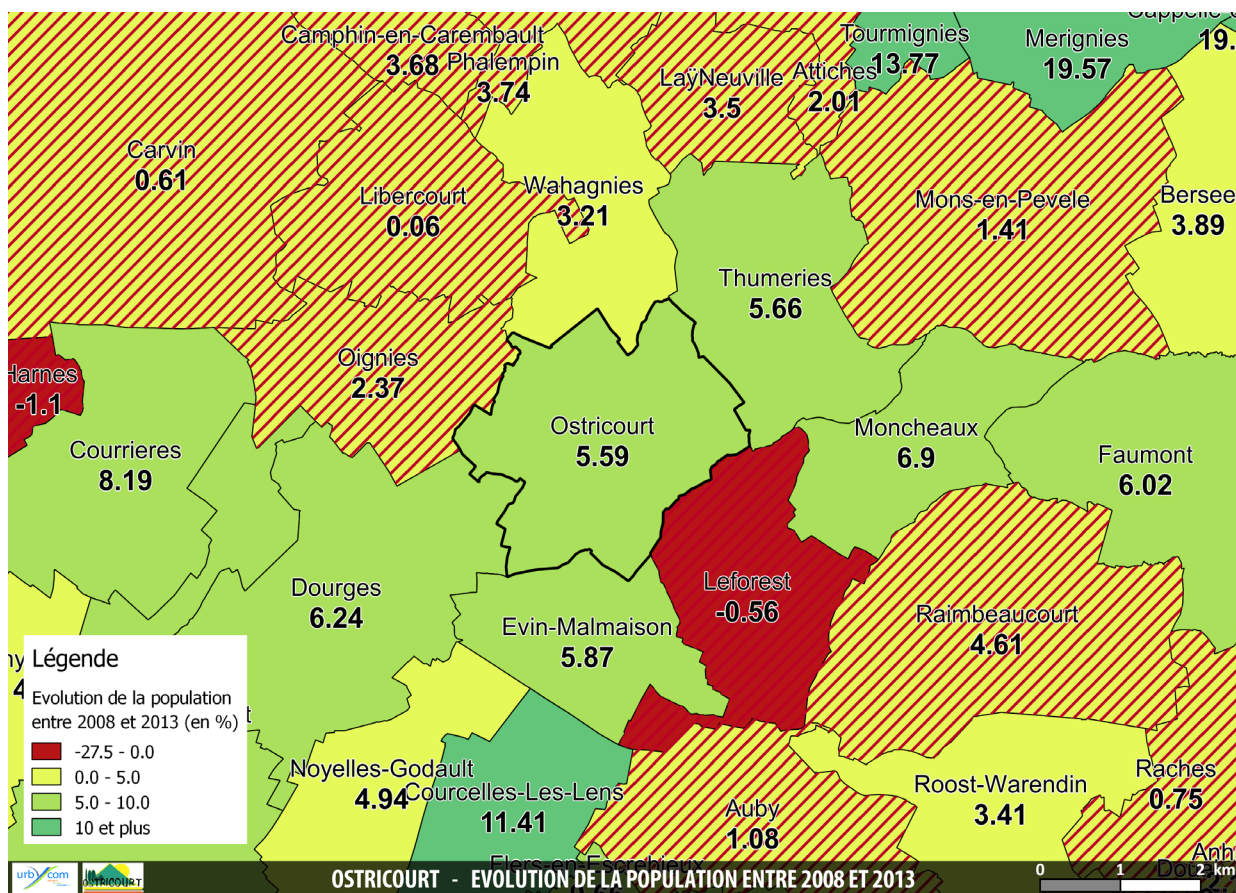 Camphin-en-Carembault
3.68
Phalempin
3.74
LaÿNeuville
3.5
Attiches
2.01
Tourmignies
13.77
Merignies
19.57
19.
Carvin
0.61
Libercourt
0.06
Wahagnies
3.21
Mons-en-Pevele
1.41
Bersee
3.89
Thumeries
5.66
Oignies
2.37
Harnes
-1.1
Courrieres
8.19
Ostricourt
5.59
Moncheaux
6.9
Faumont
6.02
Dourges
6.24
Leforest
-0.56
Evin-Malmaison
5.87
Raimbeaucourt
4.61
Noyelles-Godault
4.94
Courcelles-Les-Lens
11.41
Auby
1.08
Roost-Warendin
3.41
Raches
0.75
Flers-en-Escrebieux
Légende
Evolution de la population
entre 2008 et 2013 (en %)
-27.5 - 0.0
0.0 - 5.0
5.0 - 10.0
10 et plus
urbycom
OSTRICOURT
OSTRICOURT - EVOLUTION DE LA POPULATION ENTRE 2008 ET 2013
0 1 2 km